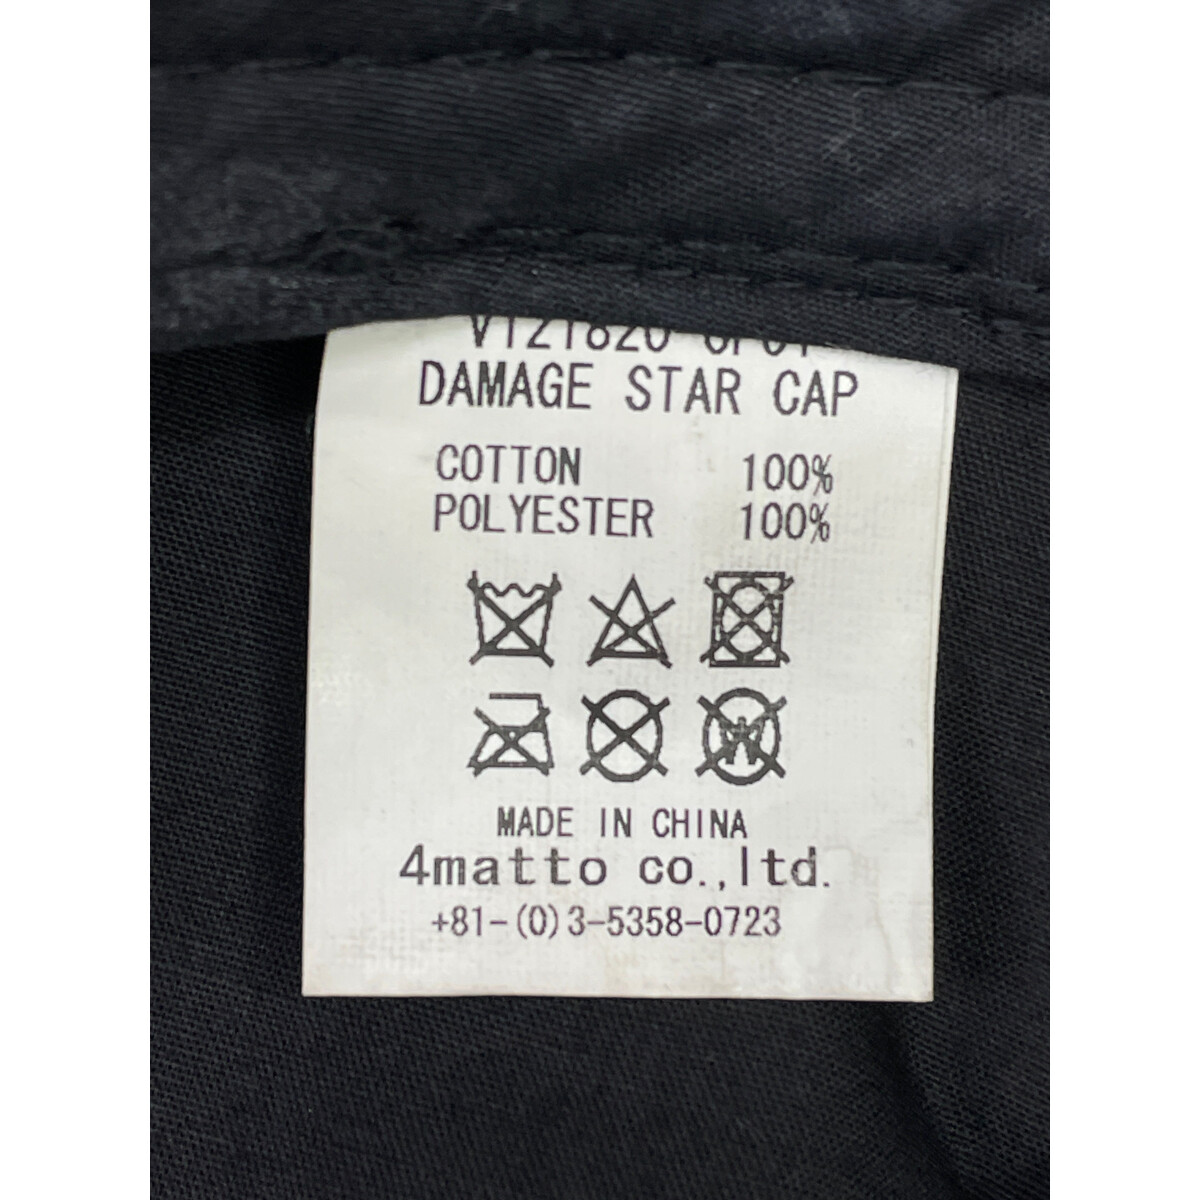 DAMAGE STAR CAP
COTTON 100%
POLYESTER 100%
W
MADE IN CHINA
4matto co.,ltd.
+81-(0)3-5358-0723